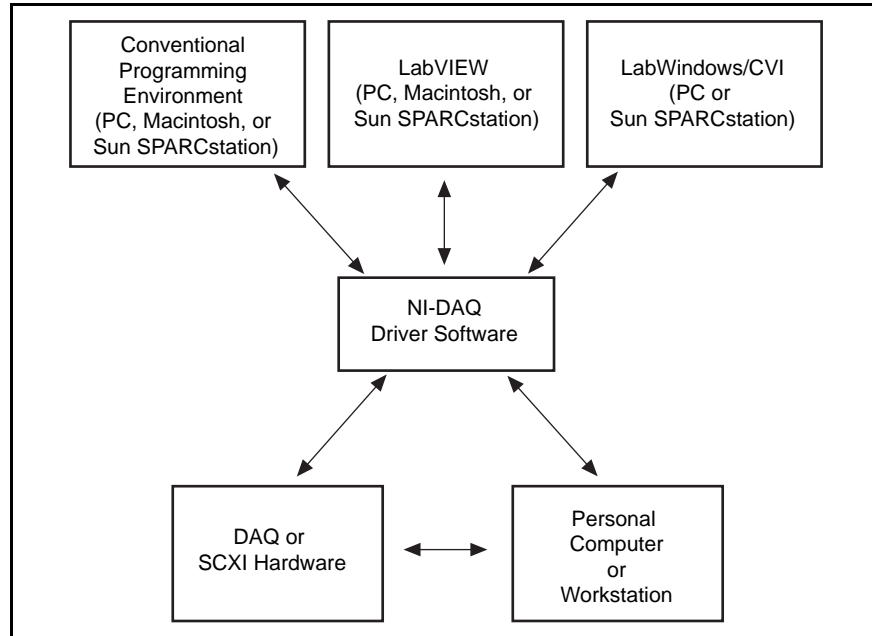 Conventional
Programming
Environment
(PC, Macintosh, or
Sun SPARCstation)
LabVIEW
(PC, Macintosh, or
Sun SPARCstation)
LabWindows/CVI
(PC or
Sun SPARCstation)
NI-DAQ
Driver Software
DAQ or
SCXI Hardware
Personal
Computer
or
Workstation